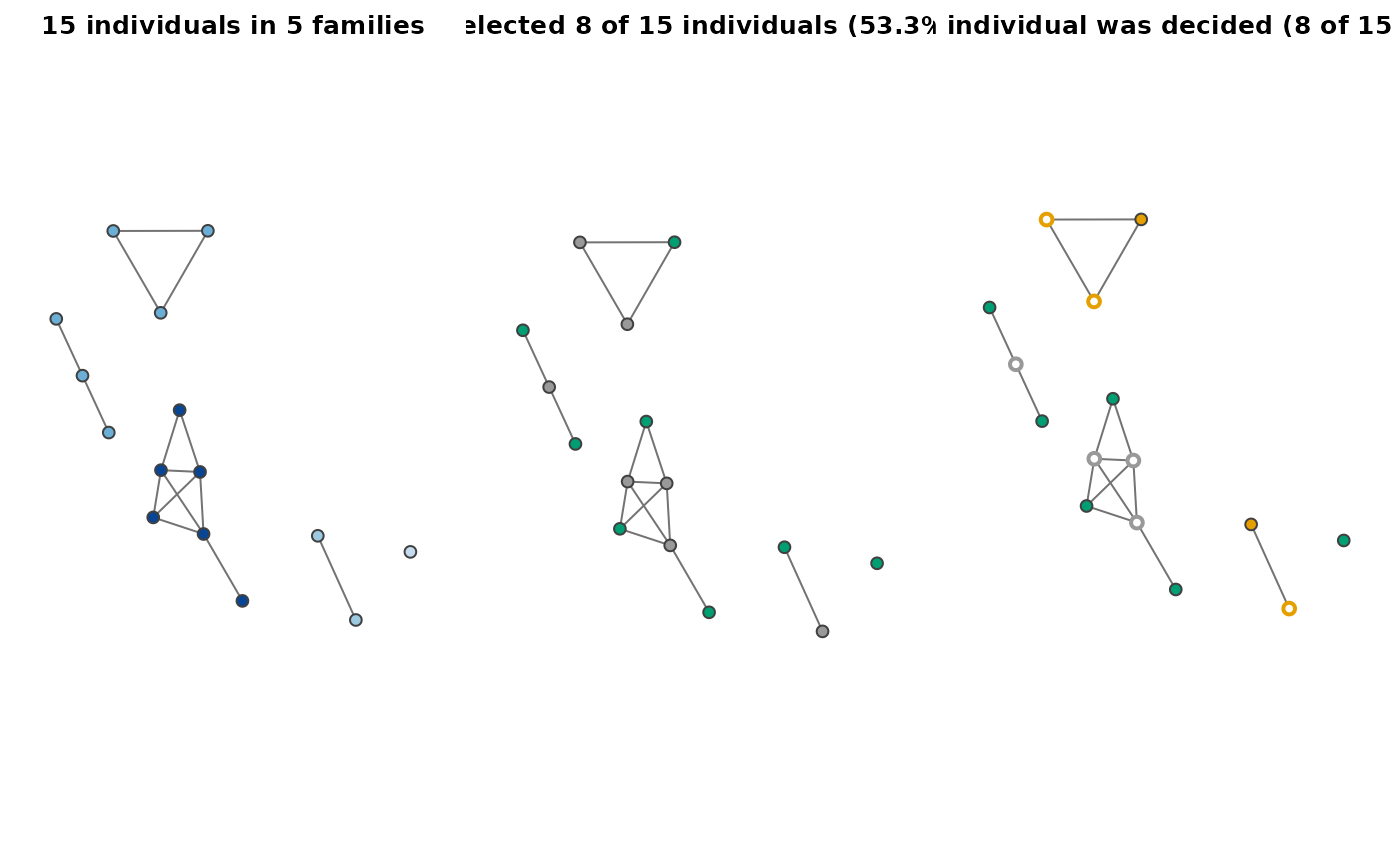 15 individuals in 5 families
elected 8 of 15 individuals (53.3%
individual was decided (8 of 15